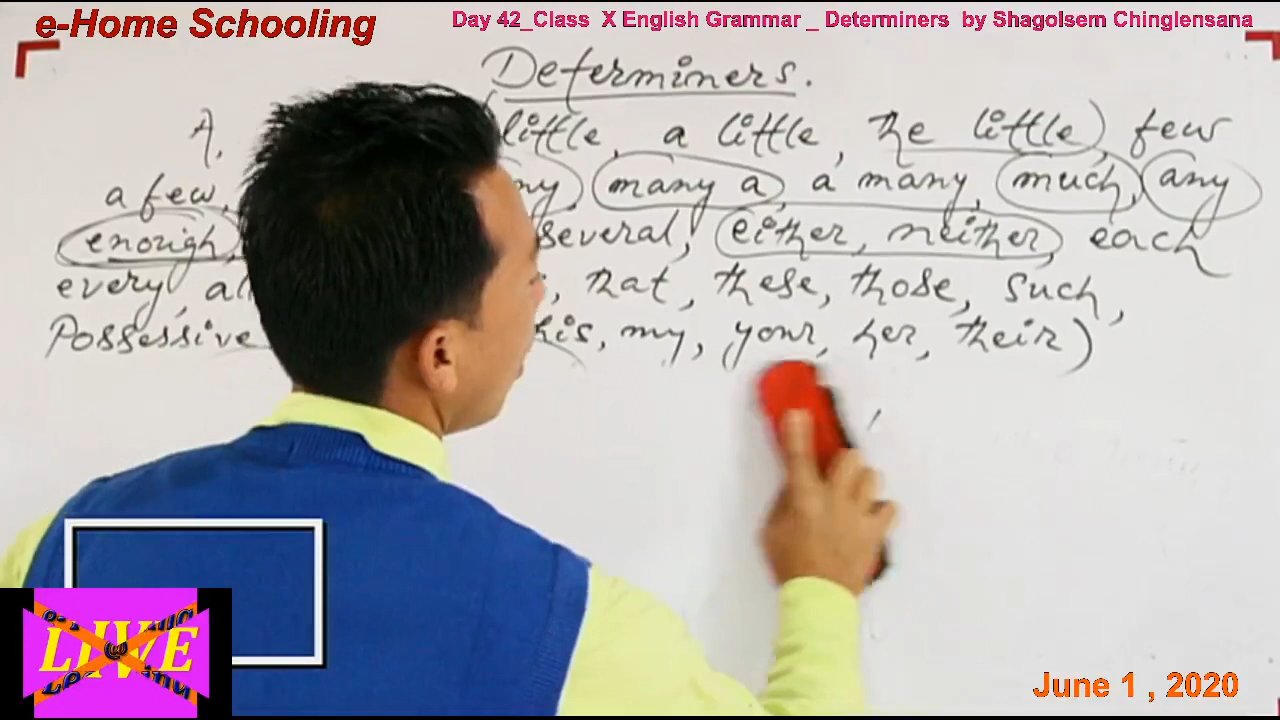 e-Home Schooling
Day 42_Class X English Grammar _ Determiners by Shagolsem Chinglensana
Determiners.
A. little, a little, the little), few
a few, many a, a many, much, any
enough, several, either, neither, each
every, that, these, those, such,
Possessive his, my, your, her, their)
LIVE
June 1 , 2020